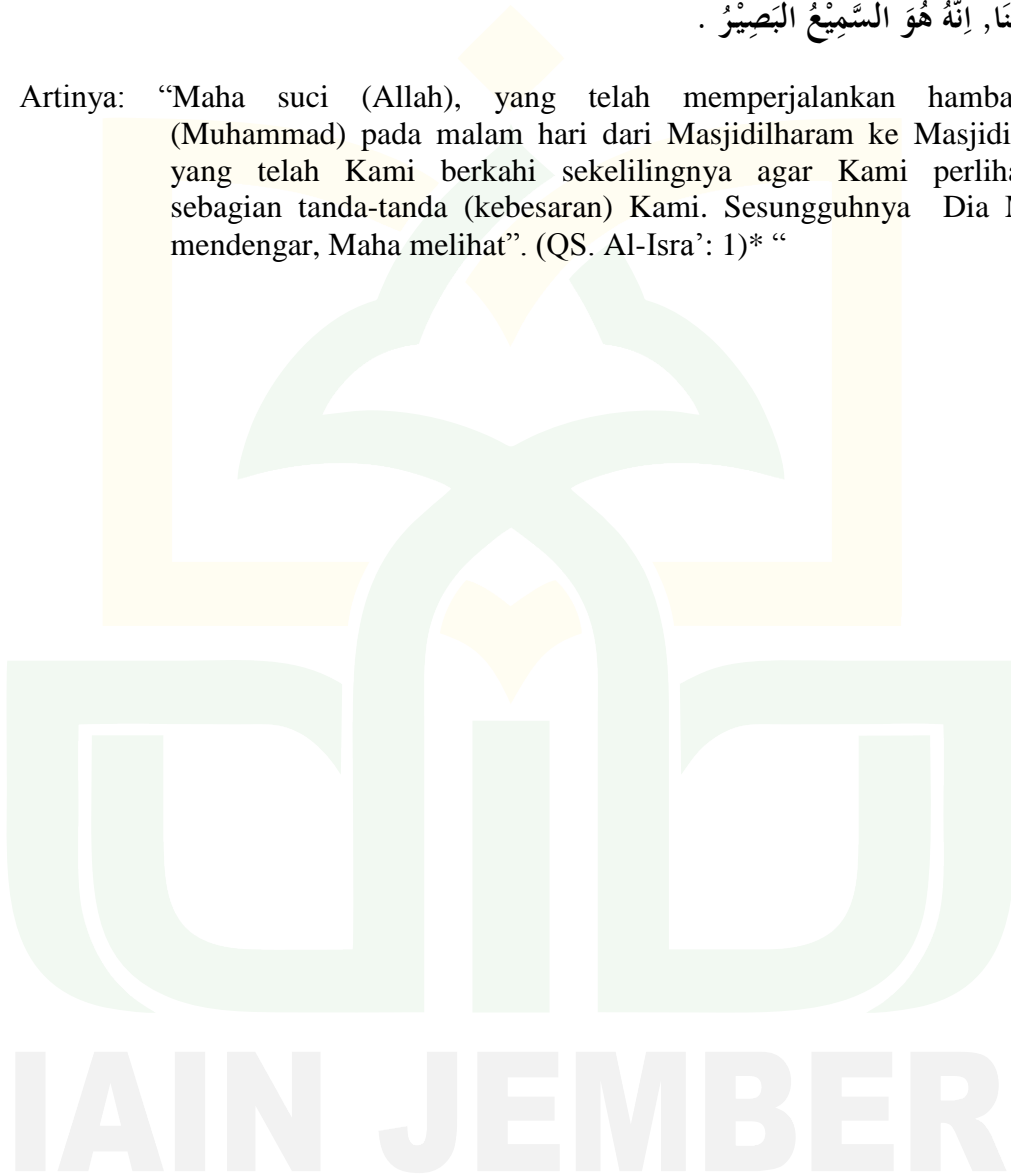 نَا, اِنَّهُ هُوَ السَّمِيْعُ البَصِيْرُ .
Artinya: “Maha suci (Allah), yang telah memperjalankan hamba
(Muhammad) pada malam hari dari Masjidilharam ke Masjidi
yang telah Kami berkahi sekelilingnya agar Kami perliha
sebagian tanda-tanda (kebesaran) Kami. Sesungguhnya Dia M
mendengar, Maha melihat”. (QS. Al-Isra’: 1)* “
IAIN JEMBER